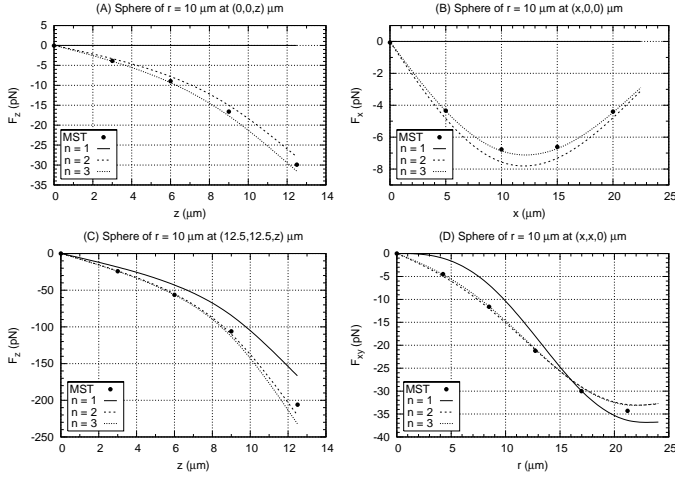 (A) Sphere of r = 10 μm at (0,0,z) μm
F_z (pN)
5
0
-5
-10
-15
-20
-25
-30
-35
MST
n = 1
n = 2
n = 3
0 2 4 6 8 10 12 14
z (μm)
(B) Sphere of r = 10 μm at (x,0,0) μm
F_x (pN)
0
-2
-4
-6
-8
MST
n = 1
n = 2
n = 3
0 5 10 15 20 25
x (μm)
(C) Sphere of r = 10 μm at (12.5,12.5,z) μm
F_z (pN)
0
-50
-100
-150
-200
-250
MST
n = 1
n = 2
n = 3
0 2 4 6 8 10 12 14
z (μm)
(D) Sphere of r = 10 μm at (x,x,0) μm
F_xy (pN)
0
-5
-10
-15
-20
-25
-30
-35
-40
MST
n = 1
n = 2
n = 3
0 5 10 15 20 25
r (μm)